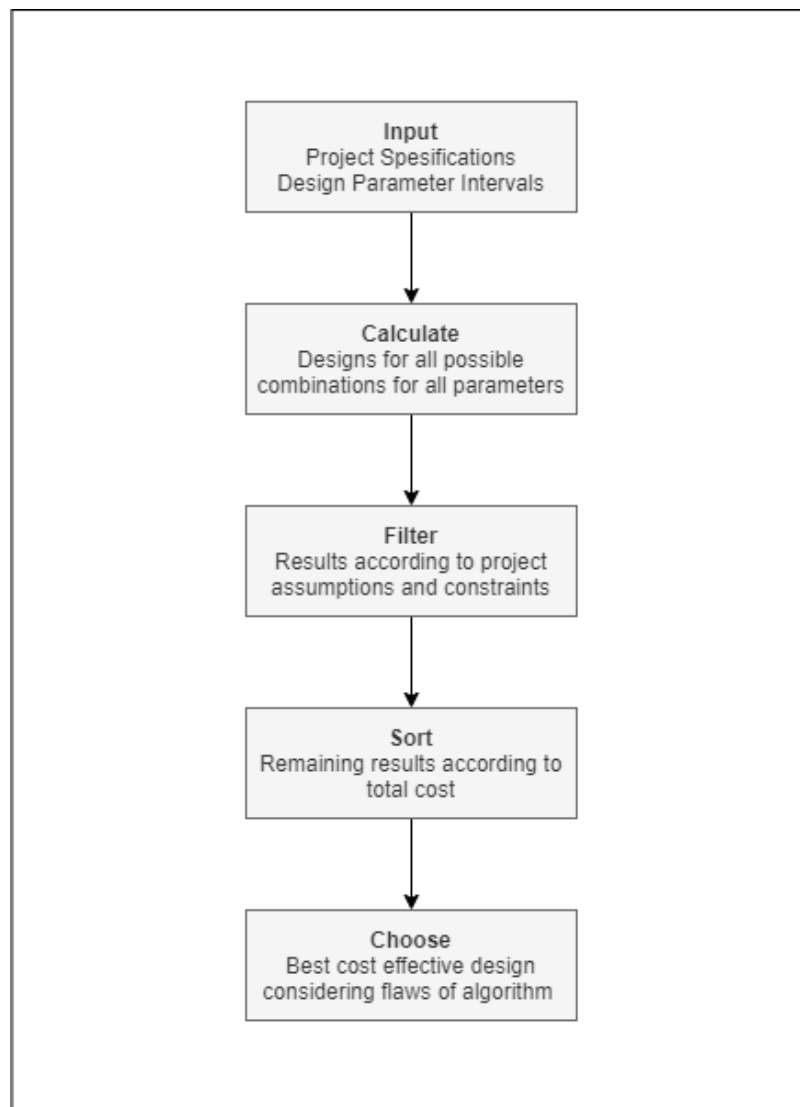 Input
Project Spesifications
Design Parameter Intervals
Calculate
Designs for all possible
combinations for all parameters
Filter
Results according to project
assumptions and constraints
Sort
Remaining results according to
total cost
Choose
Best cost effective design
considering flaws of algorithm